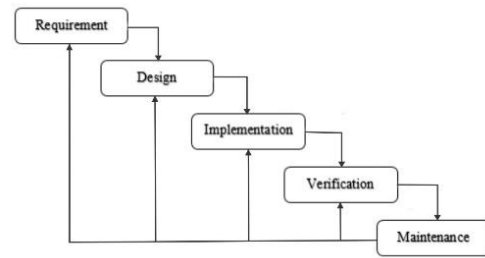 Requirement
Design
Implementation
Verification
Maintenance